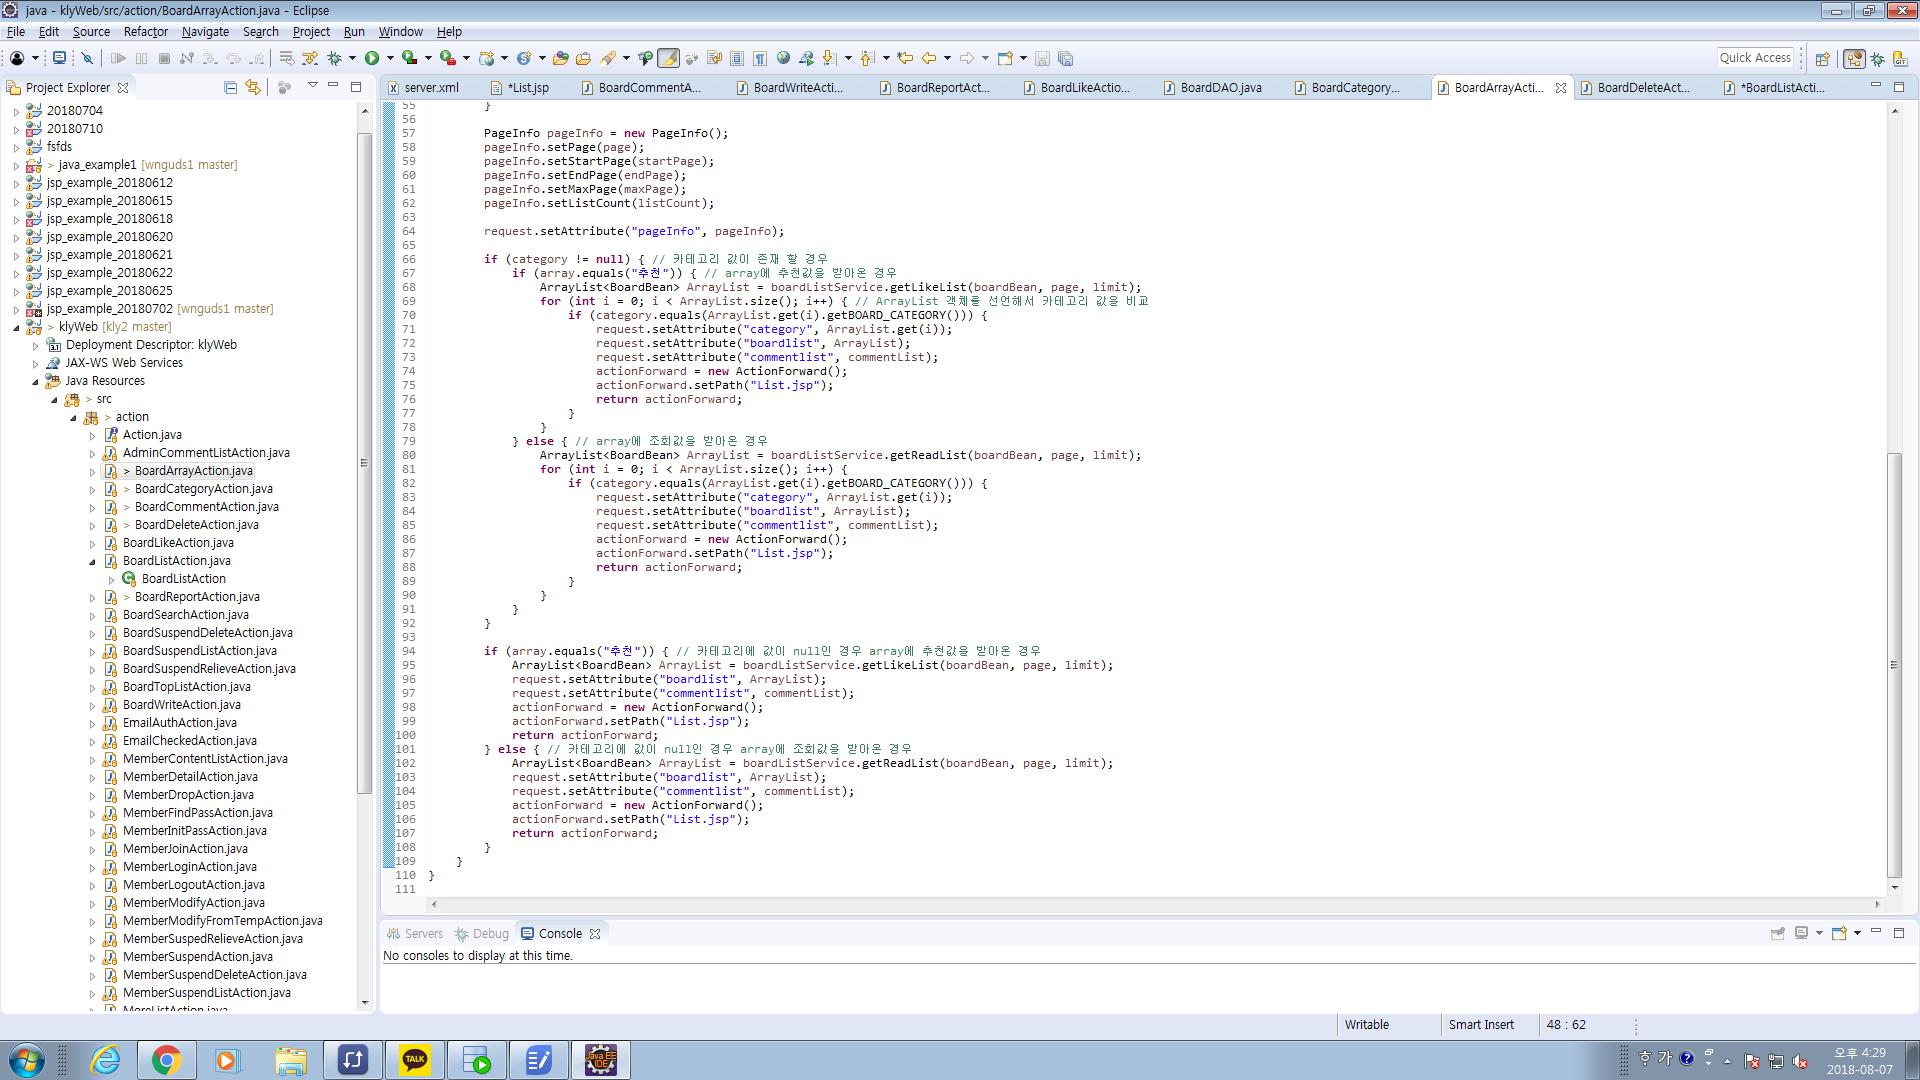 java - klyWeb/src/action/BoardArrayAction.java - Eclipse
File Edit Source Refactor Navigate Search Project Run Window Help
Quick Access
Project Explorer
server.xml *List.jsp BoardCommentA... BoardWriteActi... BoardReportAct... BoardLikeActio... BoardDAO.java BoardCategory... BoardArrayActi... BoardDeleteAct... *BoardListActi...
20180704
20180710
fsfds
> java_example1 [wnguds1 master]
jsp_example_20180612
jsp_example_20180615
jsp_example_20180618
jsp_example_20180620
jsp_example_20180621
jsp_example_20180622
jsp_example_20180625
jsp_example_20180702 [wnguds1 master]
> klyWeb [kly2 master]
Deployment Descriptor: klyWeb
JAX-WS Web Services
Java Resources
> src
> action
Action.java
AdminCommentListAction.java
> BoardArrayAction.java
> BoardCategoryAction.java
> BoardCommentAction.java
> BoardDeleteAction.java
BoardLikeAction.java
BoardListAction.java
BoardListAction
> BoardReportAction.java
BoardSearchAction.java
BoardSuspendDeleteAction.java
BoardSuspendListAction.java
BoardSuspendRelieveAction.java
BoardTopListAction.java
BoardWriteAction.java
EmailAuthAction.java
EmailCheckedAction.java
MemberContentListAction.java
MemberDetailAction.java
MemberDropAction.java
MemberFindPassAction.java
MemberInitPassAction.java
MemberJoinAction.java
MemberLoginAction.java
MemberLogoutAction.java
MemberModifyAction.java
MemberModifyFromTempAction.java
MemberSuspedRelieveAction.java
MemberSuspendAction.java
MemberSuspendDeleteAction.java
MemberSuspendListAction.java
MoreListAction.java
55 }
56
57 PageInfo pageInfo = new PageInfo();
58 pageInfo.setPage(page);
59 pageInfo.setStartPage(startPage);
60 pageInfo.setEndPage(endPage);
61 pageInfo.setMaxPage(maxPage);
62 pageInfo.setListCount(listCount);
63
64 request.setAttribute("pageInfo", pageInfo);
65
66 if (category != null) { // 카테고리 값이 존재 할 경우
67 if (array.equals("추천")) { // array에 추천값을 받아온 경우
68 ArrayList<BoardBean> ArrayList = boardListService.getLikeList(boardBean, page, limit);
69 for (int i = 0; i < ArrayList.size(); i++) { // ArrayList 객체를 선언해서 카테고리 값을 비교
70 if (category.equals(ArrayList.get(i).getBOARD_CATEGORY())) {
71 request.setAttribute("category", ArrayList.get(i));
72 request.setAttribute("boardlist", ArrayList);
73 request.setAttribute("commentlist", commentList);
74 actionForward = new ActionForward();
75 actionForward.setPath("List.jsp");
76 return actionForward;
77 }
78 }
79 } else { // array에 조회값을 받아온 경우
80 ArrayList<BoardBean> ArrayList = boardListService.getReadList(boardBean, page, limit);
81 for (int i = 0; i < ArrayList.size(); i++) {
82 if (category.equals(ArrayList.get(i).getBOARD_CATEGORY())) {
83 request.setAttribute("category", ArrayList.get(i));
84 request.setAttribute("boardlist", ArrayList);
85 request.setAttribute("commentlist", commentList);
86 actionForward = new ActionForward();
87 actionForward.setPath("List.jsp");
88 return actionForward;
89 }
90 }
91 }
92 }
93
94 if (array.equals("추천")) { // 카테고리에 값이 null인 경우 array에 추천값을 받아온 경우
95 ArrayList<BoardBean> ArrayList = boardListService.getLikeList(boardBean, page, limit);
96 request.setAttribute("boardlist", ArrayList);
97 request.setAttribute("commentlist", commentList);
98 actionForward = new ActionForward();
99 actionForward.setPath("List.jsp");
100 return actionForward;
101 } else { // 카테고리에 값이 null인 경우 array에 조회값을 받아온 경우
102 ArrayList<BoardBean> ArrayList = boardListService.getReadList(boardBean, page, limit);
103 request.setAttribute("boardlist", ArrayList);
104 request.setAttribute("commentlist", commentList);
105 actionForward = new ActionForward();
106 actionForward.setPath("List.jsp");
107 return actionForward;
108 }
109 }
110 }
111
Servers Debug Console
No consoles to display at this time.
Writable Smart Insert 48 : 62
TALK
Java EE IDE
가
오후 4:29
2018-08-07